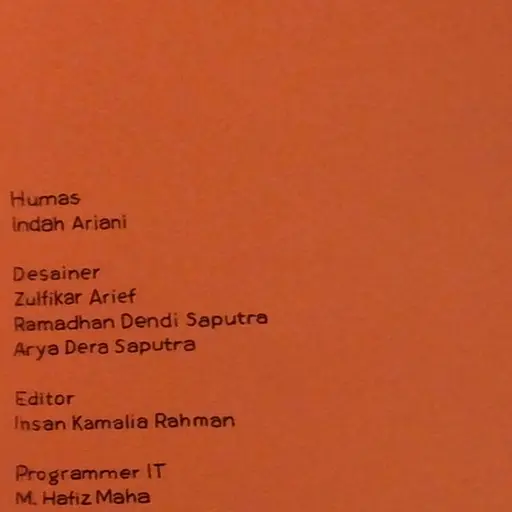 Humas
Indah Ariani
Desainer
Zulfikar Arief
Ramadhan Dendi Saputra
Arya Dera Saputra
Editor
Insan Kamalia Rahman
Programmer IT
M. Hafiz Maha